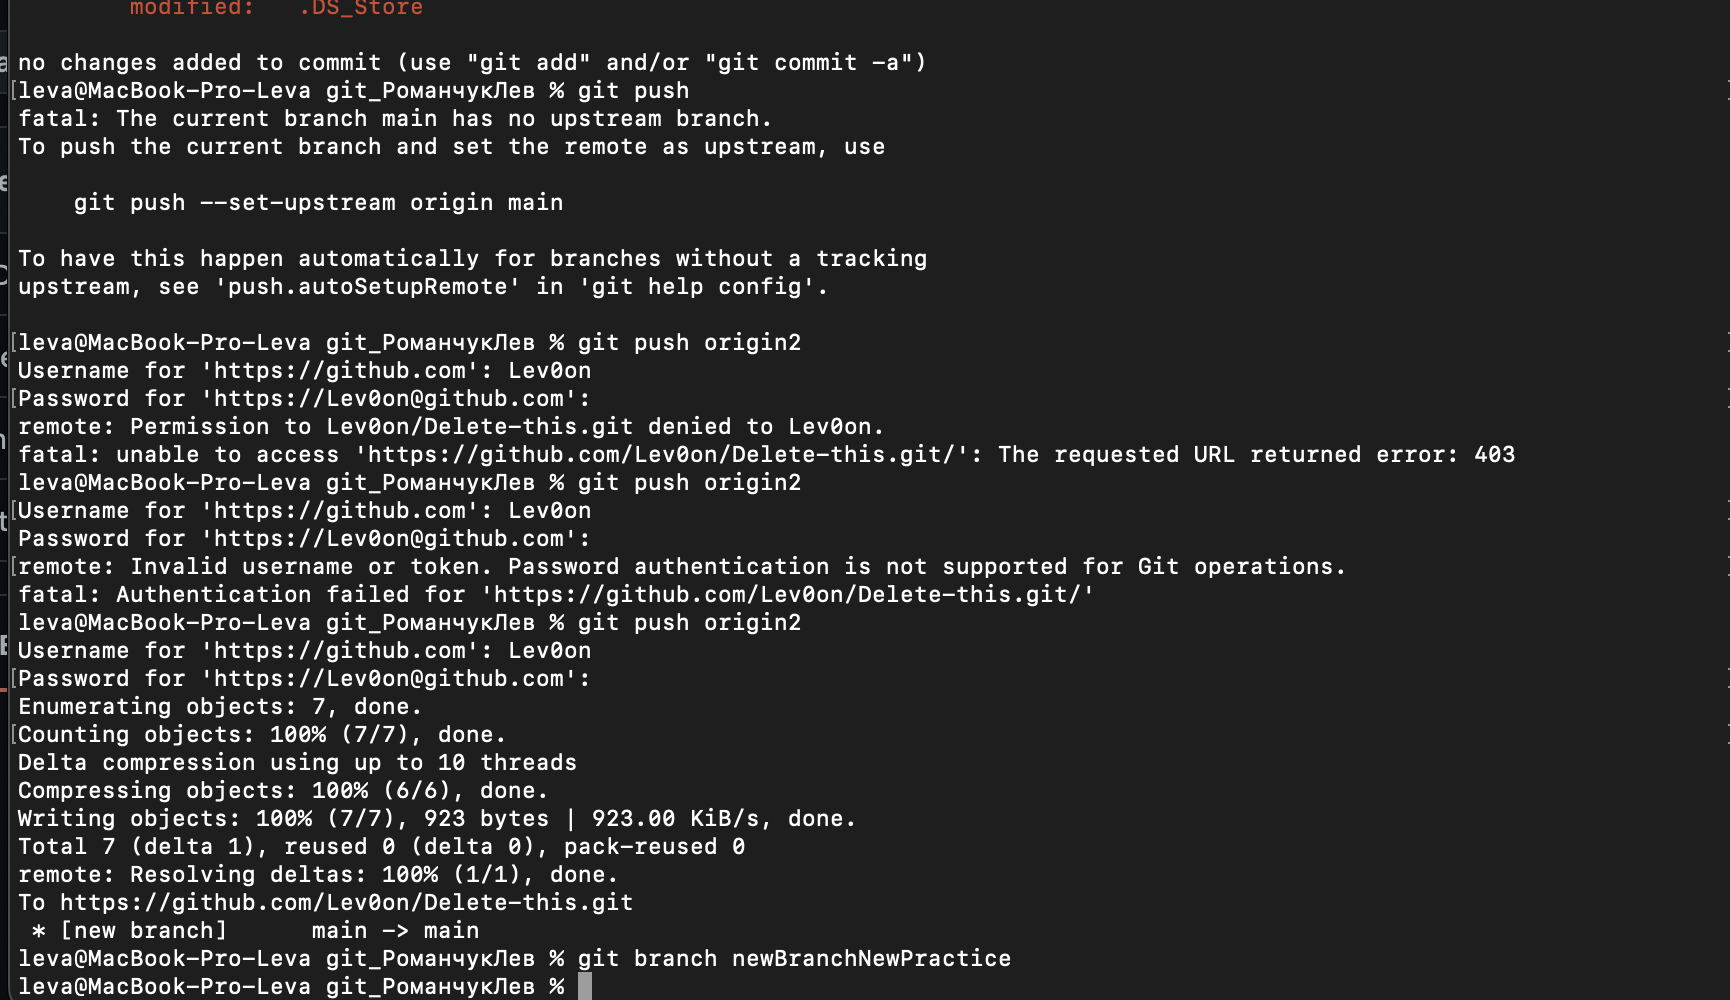 modified:   .DS_Store
no changes added to commit (use "git add" and/or "git commit -a")
[leva@MacBook-Pro-Leva git_РоманчукЛев % git push
fatal: The current branch main has no upstream branch.
To push the current branch and set the remote as upstream, use
git push --set-upstream origin main
To have this happen automatically for branches without a tracking
upstream, see 'push.autoSetupRemote' in 'git help config'.
[leva@MacBook-Pro-Leva git_РоманчукЛев % git push origin2
Username for 'https://github.com': Lev0on
[Password for 'https://Lev0on@github.com':
remote: Permission to Lev0on/Delete-this.git denied to Lev0on.
fatal: unable to access 'https://github.com/Lev0on/Delete-this.git/': The requested URL returned error: 403
leva@MacBook-Pro-Leva git_РоманчукЛев % git push origin2
[Username for 'https://github.com': Lev0on
Password for 'https://Lev0on@github.com':
[remote: Invalid username or token. Password authentication is not supported for Git operations.
fatal: Authentication failed for 'https://github.com/Lev0on/Delete-this.git/'
leva@MacBook-Pro-Leva git_РоманчукЛев % git push origin2
Username for 'https://github.com': Lev0on
[Password for 'https://Lev0on@github.com':
Enumerating objects: 7, done.
[Counting objects: 100% (7/7), done.
Delta compression using up to 10 threads
Compressing objects: 100% (6/6), done.
Writing objects: 100% (7/7), 923 bytes | 923.00 KiB/s, done.
Total 7 (delta 1), reused 0 (delta 0), pack-reused 0
remote: Resolving deltas: 100% (1/1), done.
To https://github.com/Lev0on/Delete-this.git
* [new branch]      main -> main
leva@MacBook-Pro-Leva git_РоманчукЛев % git branch newBranchNewPractice
leva@MacBook-Pro-Leva git_РоманчукЛев %